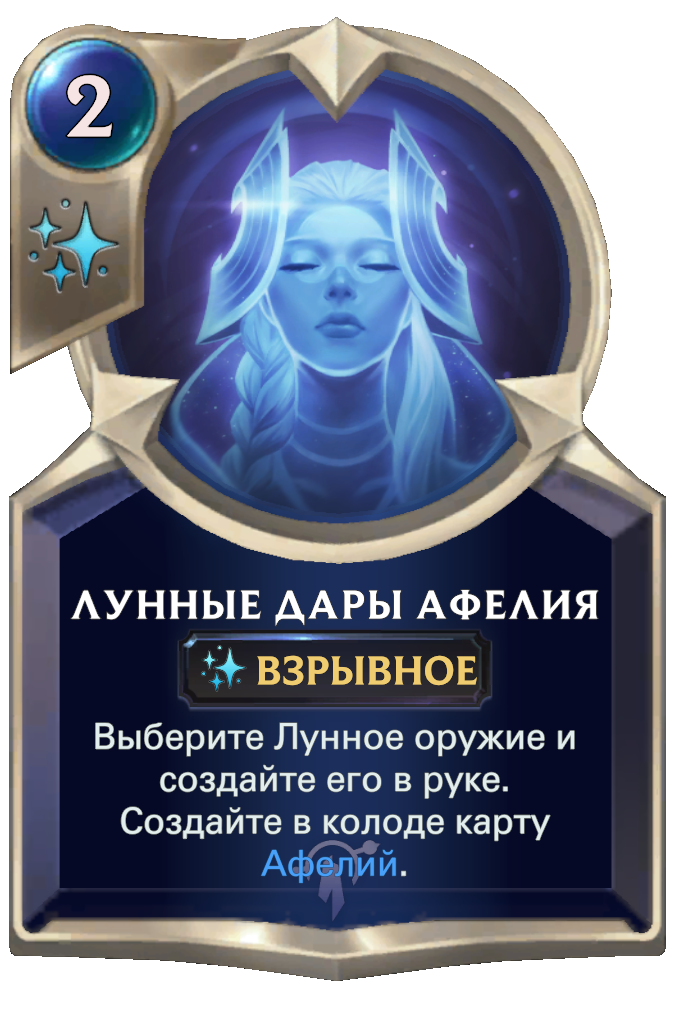 2
ЛУННЫЕ ДАРЫ АФЕЛИЯ
ВЗРЫВНОЕ
Выберите Лунное оружие и
создайте его в руке.
Создайте в колоде карту
Афелий.